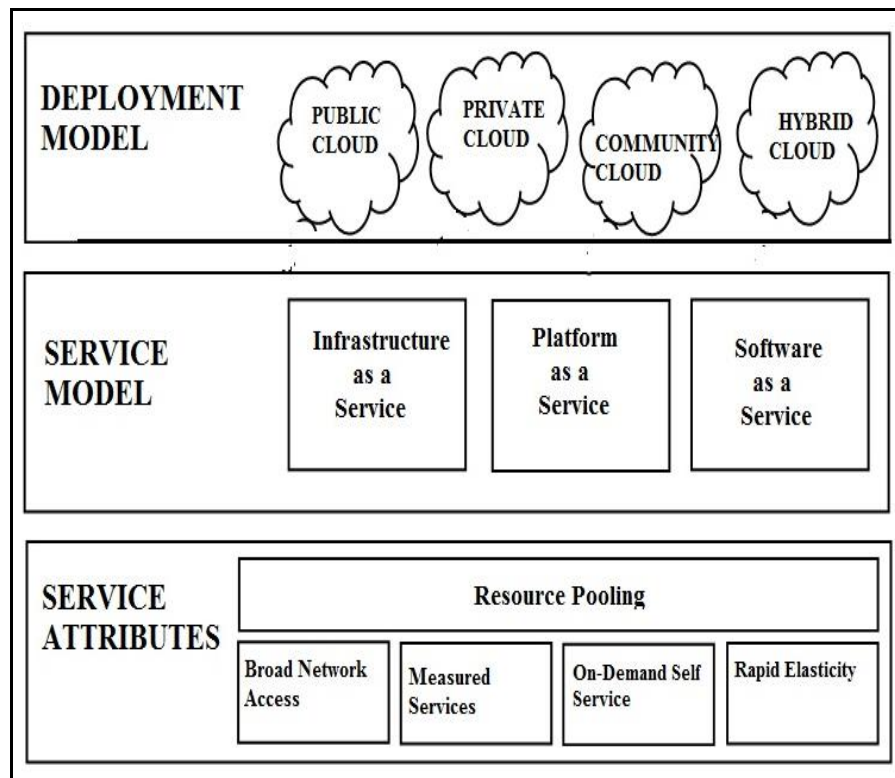 DEPLOYMENT
MODEL
PUBLIC
CLOUD
PRIVATE
CLOUD
COMMUNITY
CLOUD
HYBRID
CLOUD
SERVICE
MODEL
Infrastructure
as a
Service
Platform
as a
Service
Software
as a
Service
SERVICE
ATTRIBUTES
Resource Pooling
Broad Network
Access
Measured
Services
On-Demand Self
Service
Rapid Elasticity